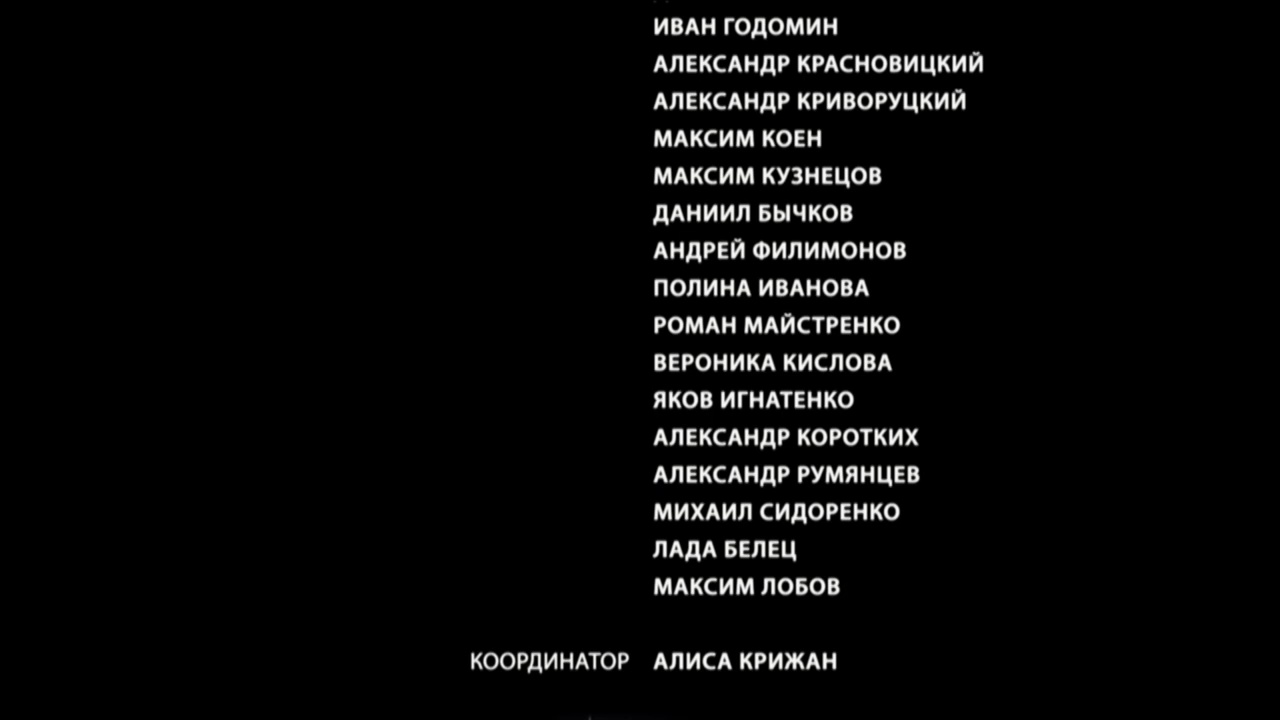 ИВАН ГОДОМИН
АЛЕКСАНДР КРАСНОВИЦКИЙ
АЛЕКСАНДР КРИВОРУЦКИЙ
МАКСИМ КОЕН
МАКСИМ КУЗНЕЦОВ
ДАНИИЛ БЫЧКОВ
АНДРЕЙ ФИЛИМОНОВ
ПОЛИНА ИВАНОВА
РОМАН МАЙСТРЕНКО
ВЕРОНИКА КИСЛОВА
ЯКОВ ИГНАТЕНКО
АЛЕКСАНДР КОРОТКИХ
АЛЕКСАНДР РУМЯНЦЕВ
МИХАИЛ СИДОРЕНКО
ЛАДА БЕЛЕЦ
МАКСИМ ЛОБОВ
КООРДИНАТОР АЛИСА КРИЖАН